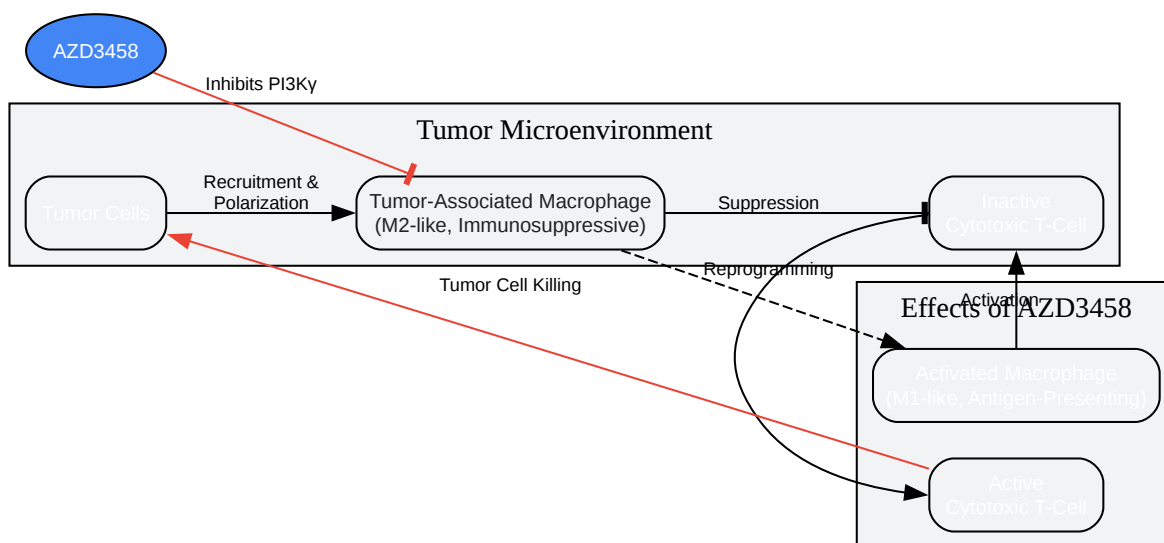 AZD3458
Inhibits PI3Kγ
Tumor Microenvironment
Tumor Cells
Recruitment &
Polarization
Tumor-Associated Macrophage
(M2-like, Immunosuppressive)
Suppression
Inactive
Cytotoxic T-Cell
Reprogramming
Tumor Cell Killing
Activation
Effects of AZD3458
Activated Macrophage
(M1-like, Antigen-Presenting)
Active
Cytotoxic T-Cell